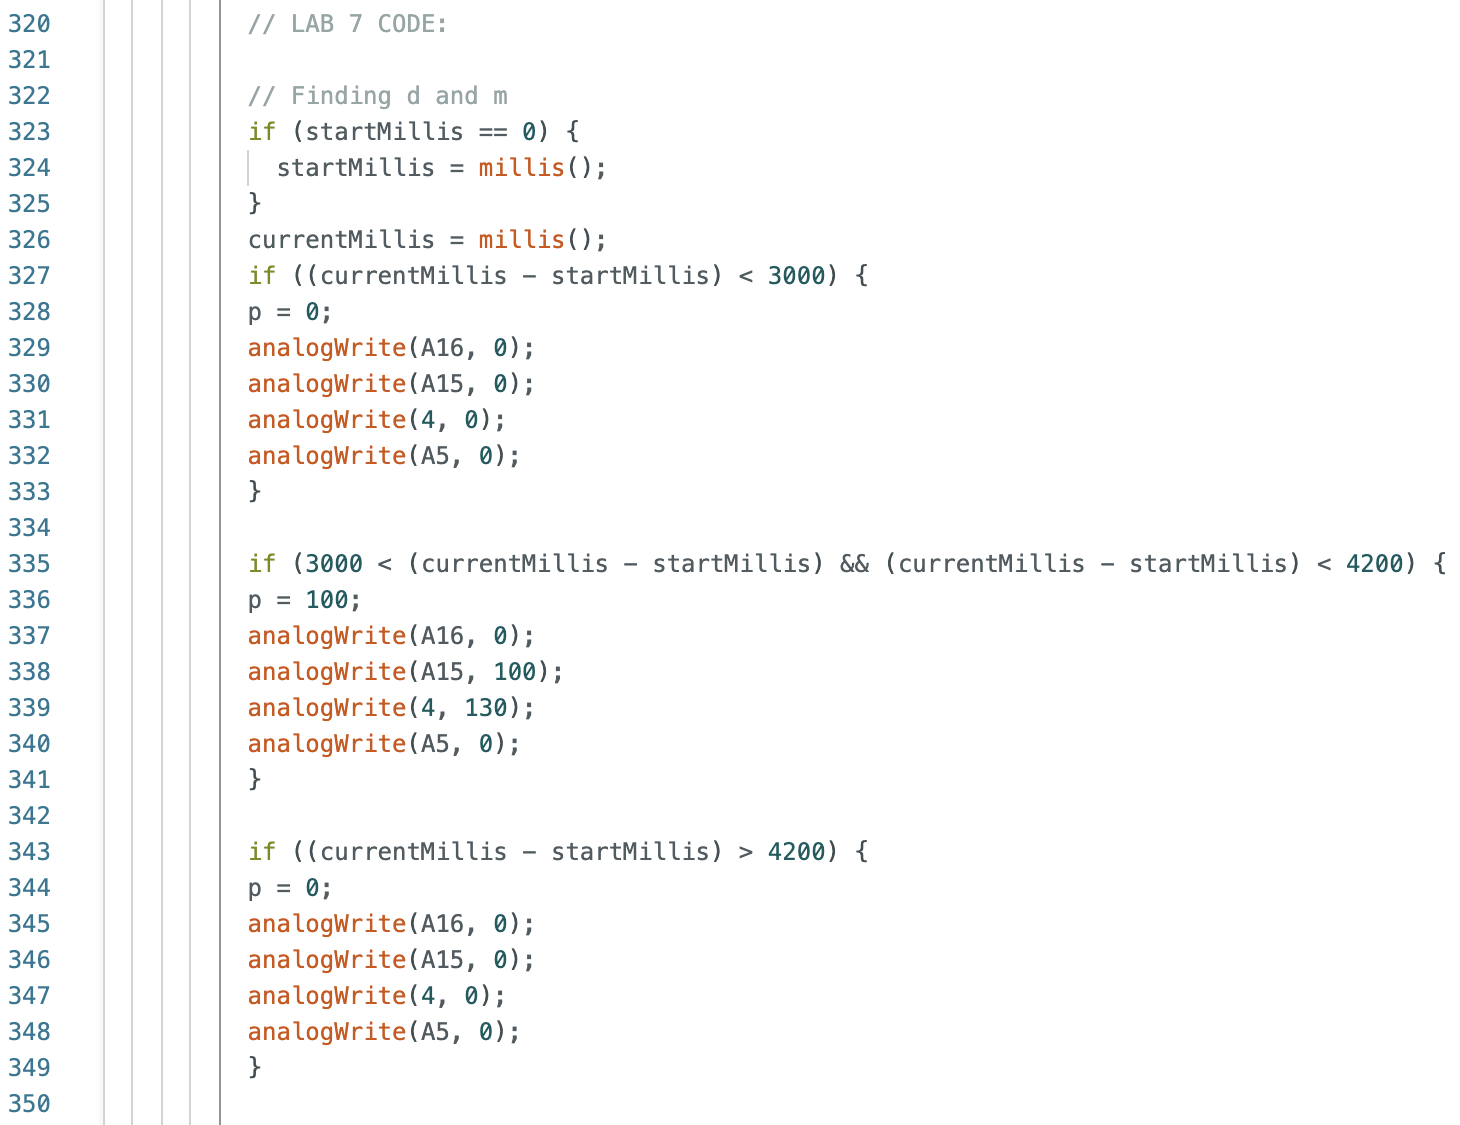 320 // LAB 7 CODE:
321
322 // Finding d and m
323 if (startMillis == 0) {
324 startMillis = millis();
325 }
326 currentMillis = millis();
327 if ((currentMillis - startMillis) < 3000) {
328 p = 0;
329 analogWrite(A16, 0);
330 analogWrite(A15, 0);
331 analogWrite(4, 0);
332 analogWrite(A5, 0);
333 }
334
335 if (3000 < (currentMillis - startMillis) && (currentMillis - startMillis) < 4200) {
336 p = 100;
337 analogWrite(A16, 0);
338 analogWrite(A15, 100);
339 analogWrite(4, 130);
340 analogWrite(A5, 0);
341 }
342
343 if ((currentMillis - startMillis) > 4200) {
344 p = 0;
345 analogWrite(A16, 0);
346 analogWrite(A15, 0);
347 analogWrite(4, 0);
348 analogWrite(A5, 0);
349 }
350